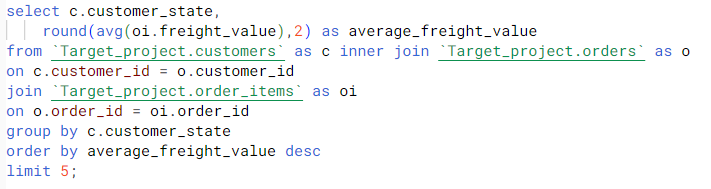 select c.customer_state,
round(avg(oi.freight_value),2) as average_freight_value
from `Target_project.customers` as c inner join `Target_project.orders` as o
on c.customer_id = o.customer_id
join `Target_project.order_items` as oi
on o.order_id = oi.order_id
group by c.customer_state
order by average_freight_value desc
limit 5;